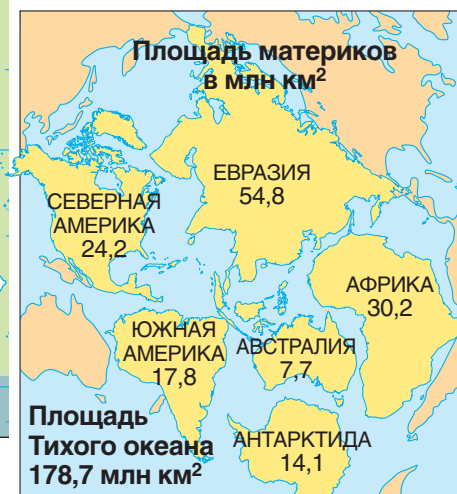 Площадь материков
в млн км²
ЕВРАЗИЯ
54,8
СЕВЕРНАЯ
АМЕРИКА
24,2
АФРИКА
30,2
ЮЖНАЯ
АМЕРИКА
17,8
АВСТРАЛИЯ
7,7
Площадь
Тихого океана
178,7 млн км²
АНТАРКТИДА
14,1